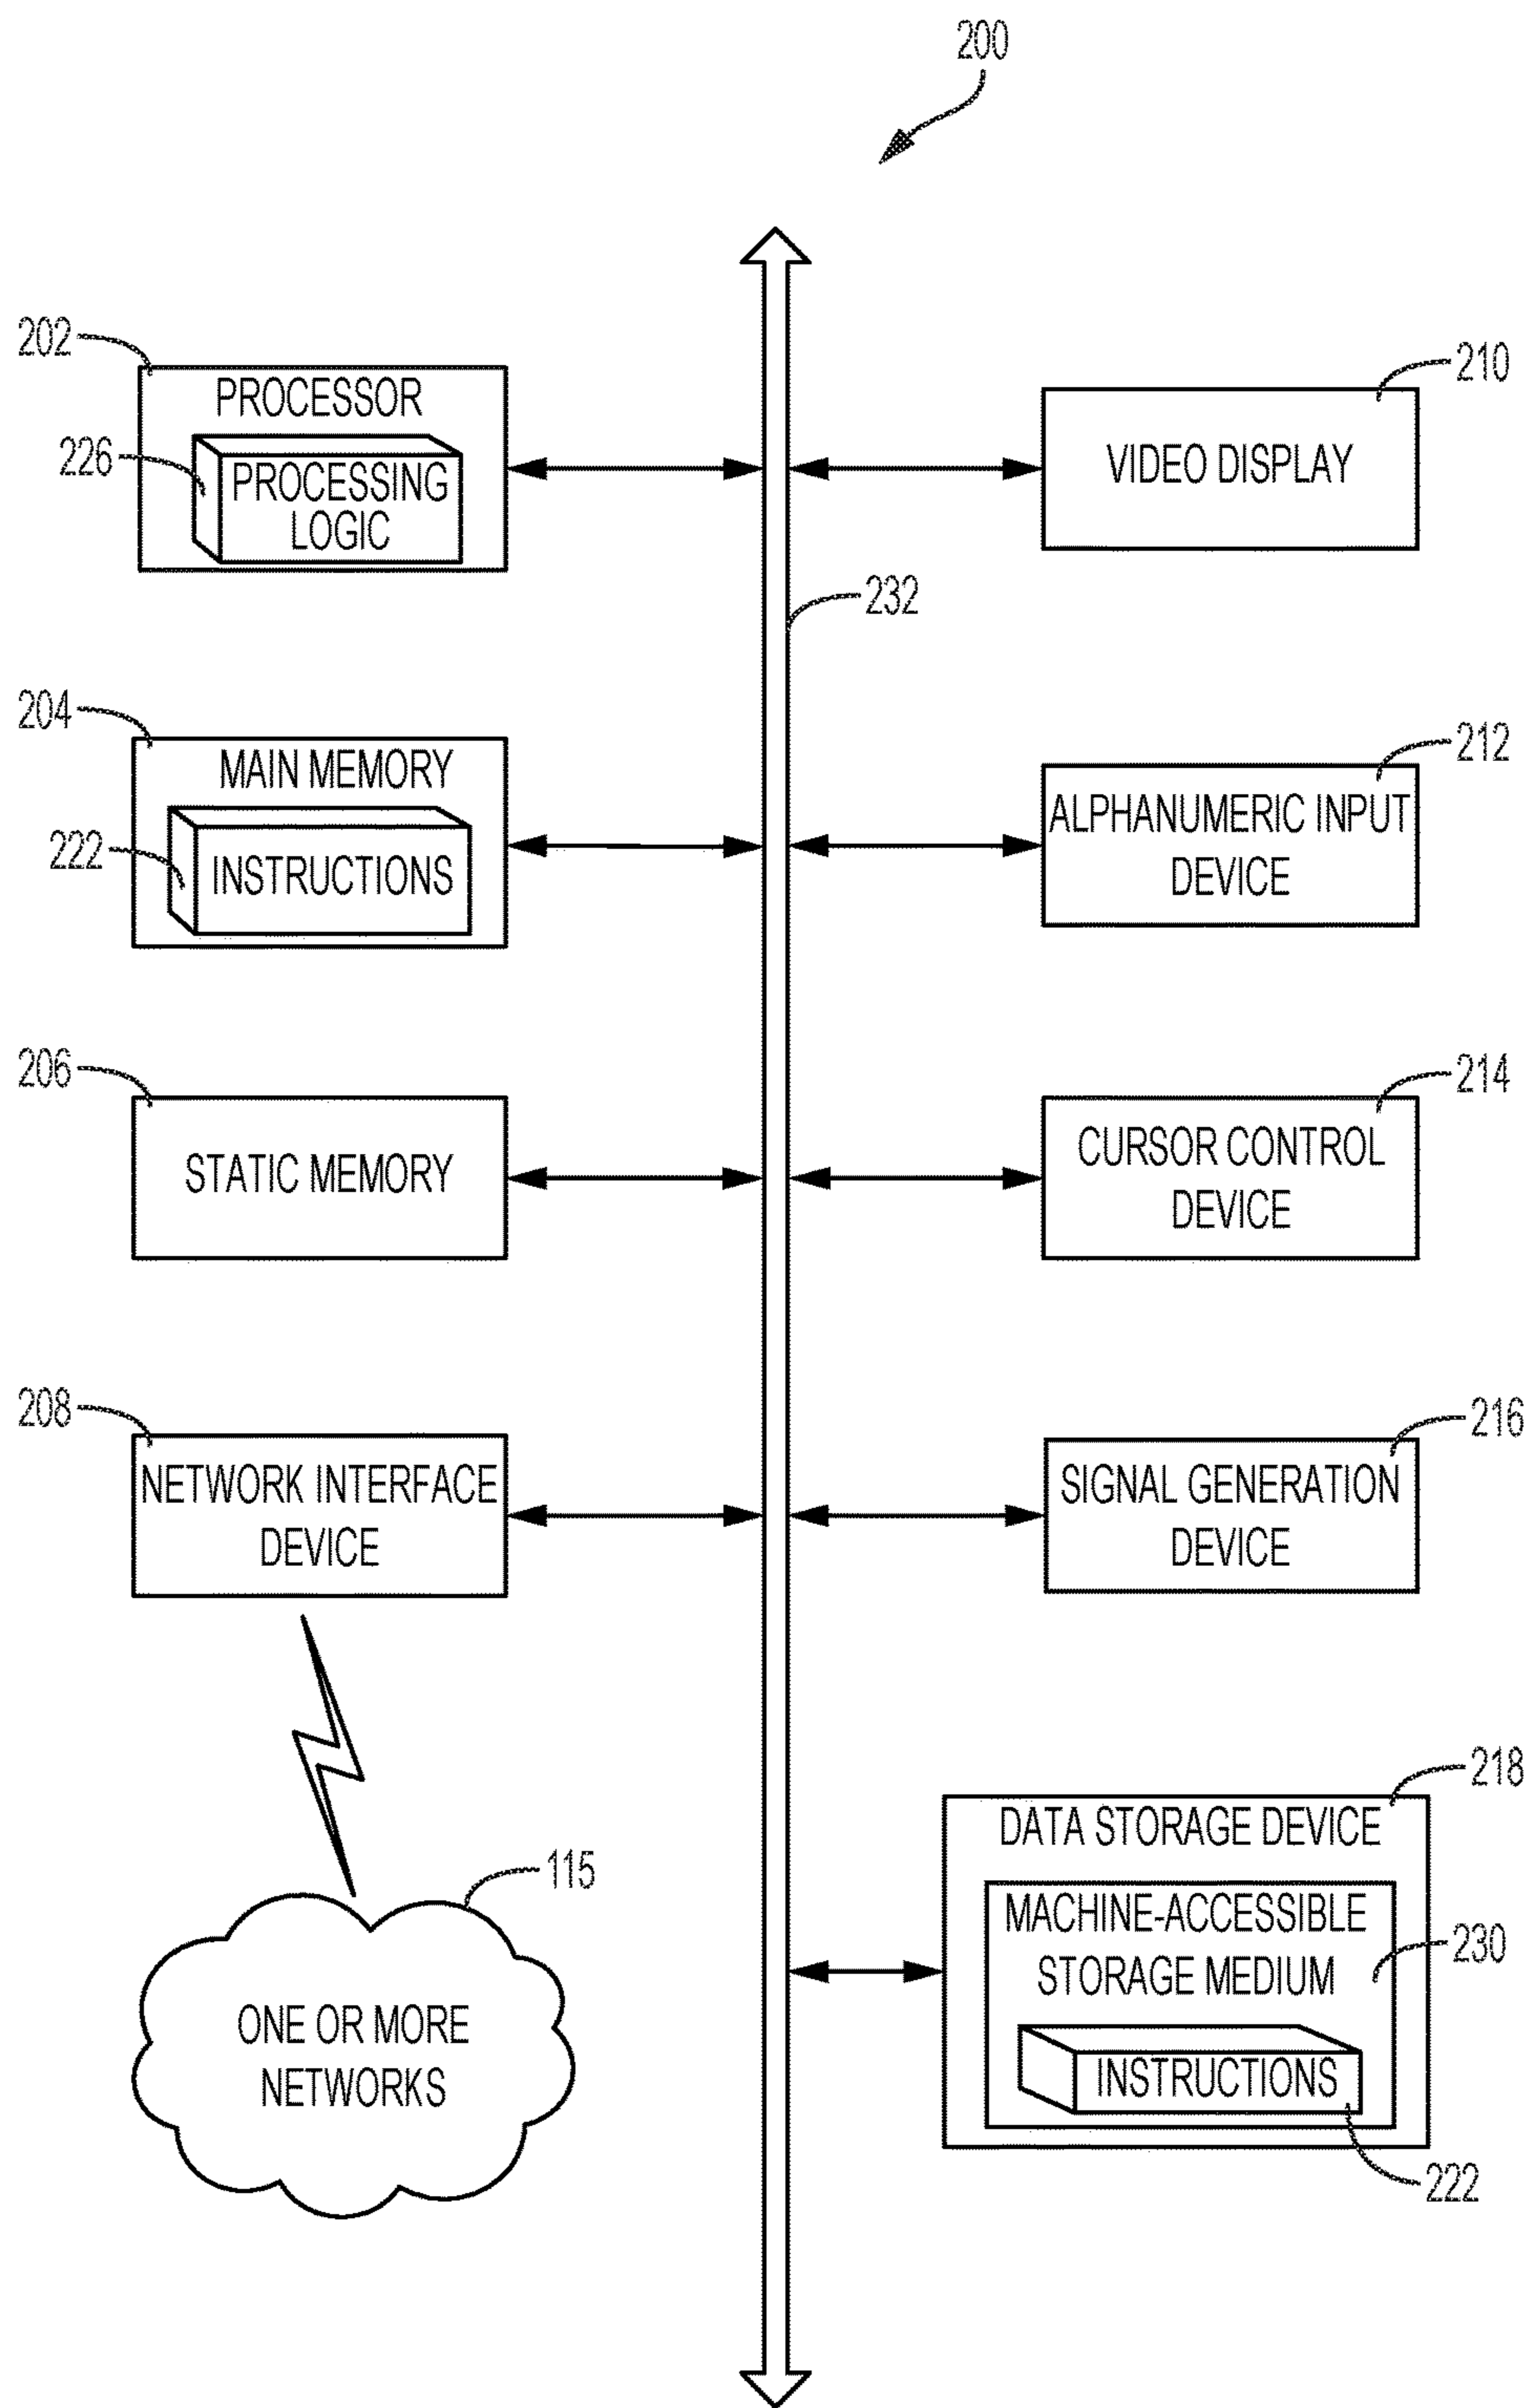 200
202
PROCESSOR
226
PROCESSING
LOGIC
210
VIDEO DISPLAY
232
204
MAIN MEMORY
222
INSTRUCTIONS
212
ALPHANUMERIC INPUT
DEVICE
206
STATIC MEMORY
214
CURSOR CONTROL
DEVICE
208
NETWORK INTERFACE
DEVICE
216
SIGNAL GENERATION
DEVICE
115
ONE OR MORE
NETWORKS
218
DATA STORAGE DEVICE
MACHINE-ACCESSIBLE
STORAGE MEDIUM
230
INSTRUCTIONS
222